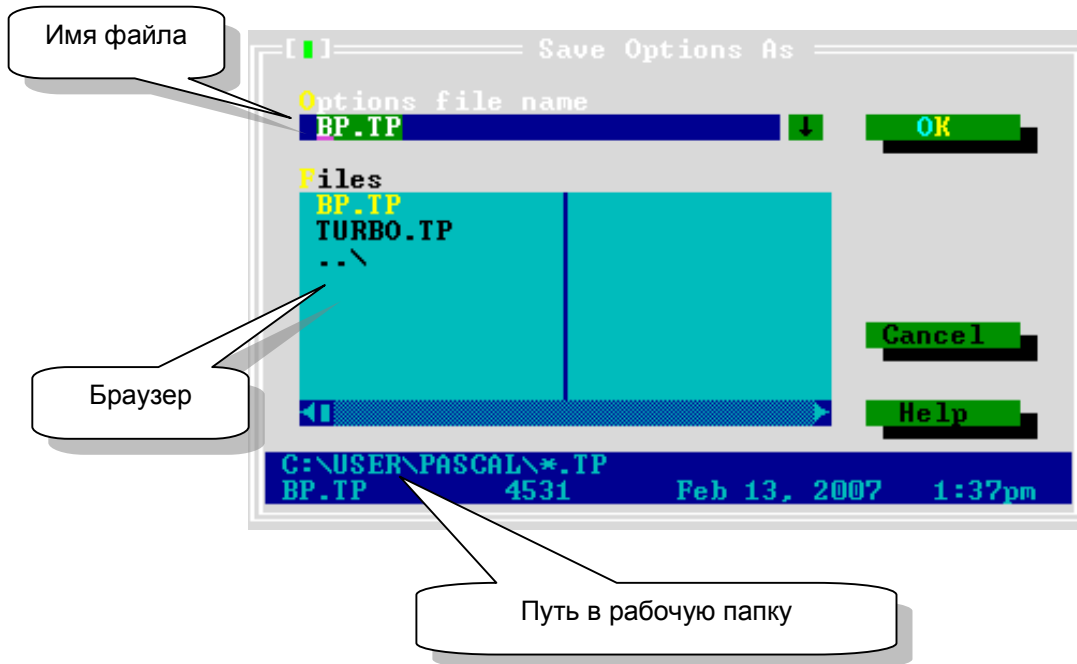 Имя файла
[▮] Save Options As
Options file name
BP.TP ↓ OK
Files
BP.TP
TURBO.TP
..\
Cancel
Браузер
Help
C:\USER\PASCAL\*.TP
BP.TP 4531 Feb 13, 2007 1:37pm
Путь в рабочую папку